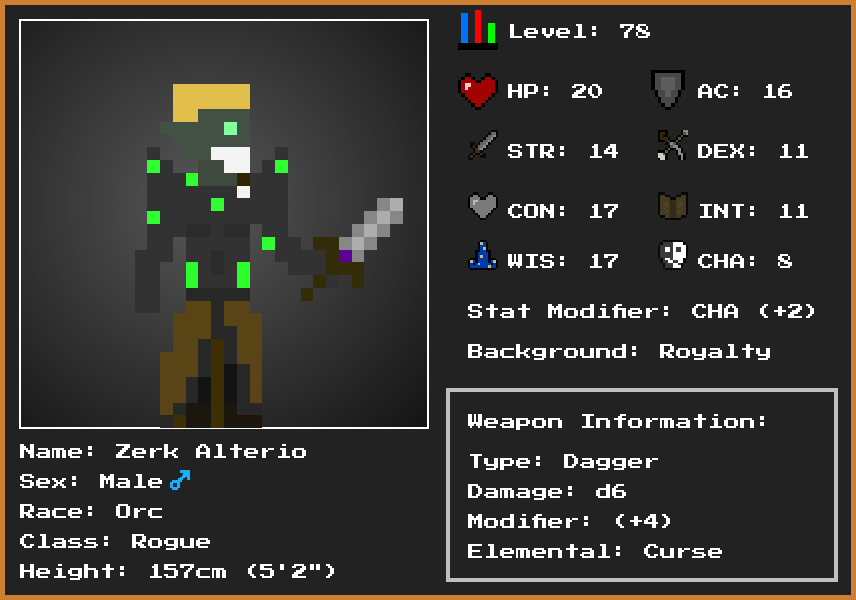 Level: 78
HP: 20 AC: 16
STR: 14 DEX: 11
CON: 17 INT: 11
WIS: 17 CHA: 8
Stat Modifier: CHA (+2)
Background: Royalty
Weapon Information:
Type: Dagger
Damage: d6
Modifier: (+4)
Elemental: Curse
Name: Zerk Alterio
Sex: Male♂
Race: Orc
Class: Rogue
Height: 157cm (5'2")